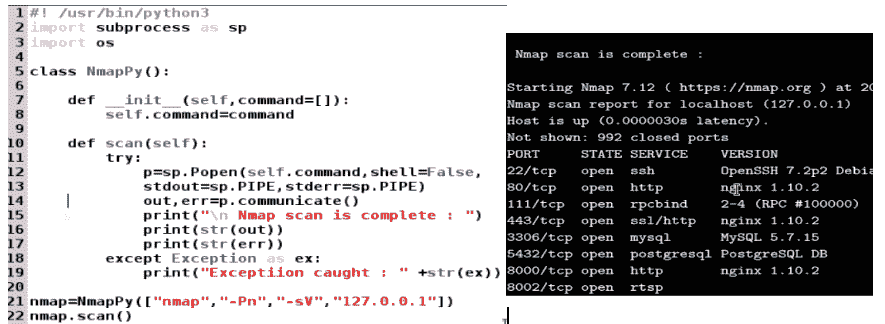 1 #! /usr/bin/python3
2 import subprocess as sp
3 import os
4
5 class NmapPy():
6
7 def __init__(self,command=[]):
8 self.command=command
9
10 def scan(self):
11 try:
12 p=sp.Popen(self.command,shell=False,
13 stdout=sp.PIPE,stderr=sp.PIPE)
14 out,err=p.communicate()
15 print("\n Nmap scan is complete : ")
16 print(str(out))
17 print(str(err))
18 except Exception as ex:
19 print("Exceptiion caught : " +str(ex))
20
21 nmap=NmapPy(["nmap","-Pn","-sV","127.0.0.1"])
22 nmap.scan()
Nmap scan is complete :
Starting Nmap 7.12 ( https://nmap.org ) at 20
Nmap scan report for localhost (127.0.0.1)
Host is up (0.0000030s latency).
Not shown: 992 closed ports
PORT STATE SERVICE VERSION
22/tcp open ssh OpenSSH 7.2p2 Debia
80/tcp open http nginx 1.10.2
111/tcp open rpcbind 2-4 (RPC #100000)
443/tcp open ssl/http nginx 1.10.2
3306/tcp open mysql MySQL 5.7.15
5432/tcp open postgresql PostgreSQL DB
8000/tcp open http nginx 1.10.2
8002/tcp open rtsp